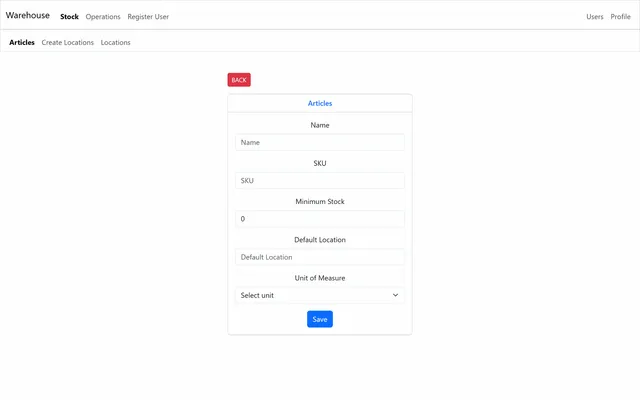 Warehouse Stock Operations Register User Users Profile
Articles Create Locations Locations
BACK
Articles
Name
Name
SKU
SKU
Minimum Stock
0
Default Location
Default Location
Unit of Measure
Select unit
Save